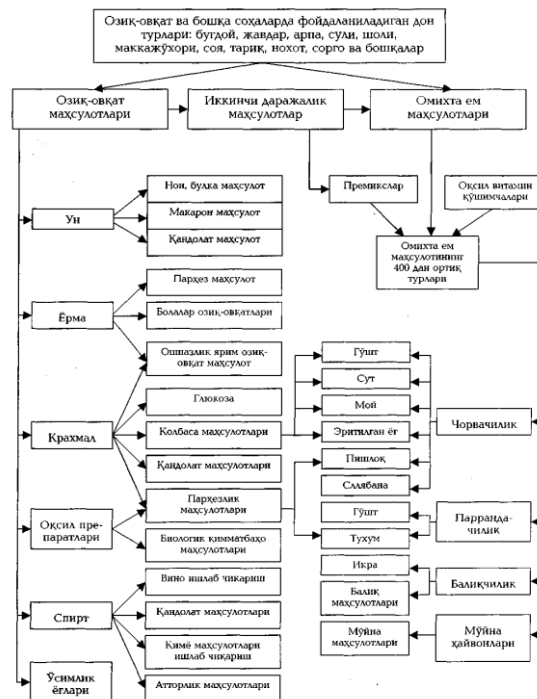 Озиқ-овқат ва бошқа соҳаларда фойдаланиладиган дон
турлари: буғдой, жавдар, арпа, сули, шоли,
маккажўхори, соя, тариқ, нохот, сорго ва бошқалар
Озиқ-овқат
маҳсулотлари
Иккинчи даражалик
маҳсулотлар
Омихта ем
маҳсулотлари
Ун
Нон, булка маҳсулот
Макарон маҳсулот
Қандолат маҳсулот
Премикслар
Оқсил витамин
қўшимчалари
Омихта ем
маҳсулотининг
400 дан ортиқ
турлари
Ёрма
Парҳез маҳсулот
Болалар озиқ-овқатлари
Ошпазлик ярим озиқ-
овқат маҳсулот
Крахмал
Глюкоза
Колбаса маҳсулотлари
Қандолат маҳсулотлари
Парҳезлик
маҳсулотлари
Оқсил пре-
паратлари
Биологик қимматбаҳо
маҳсулотлари
Спирт
Вино ишлаб чикариш
Қандолат маҳсулотлари
Кимё маҳсулотлари
ишлаб чиқариш
Атторлик маҳсулотлари
Ўсимлик
ёғлари
Гўшт
Сут
Мой
Эритилган ёғ
Пишлоқ
Сллябана
Чорвачилик
Гўшт
Тухум
Парранда-
чилик
Икра
Балиқ
маҳсулотлари
Балиқчилик
Мўйна
маҳсулотлари
Мўйна
ҳайвонлари